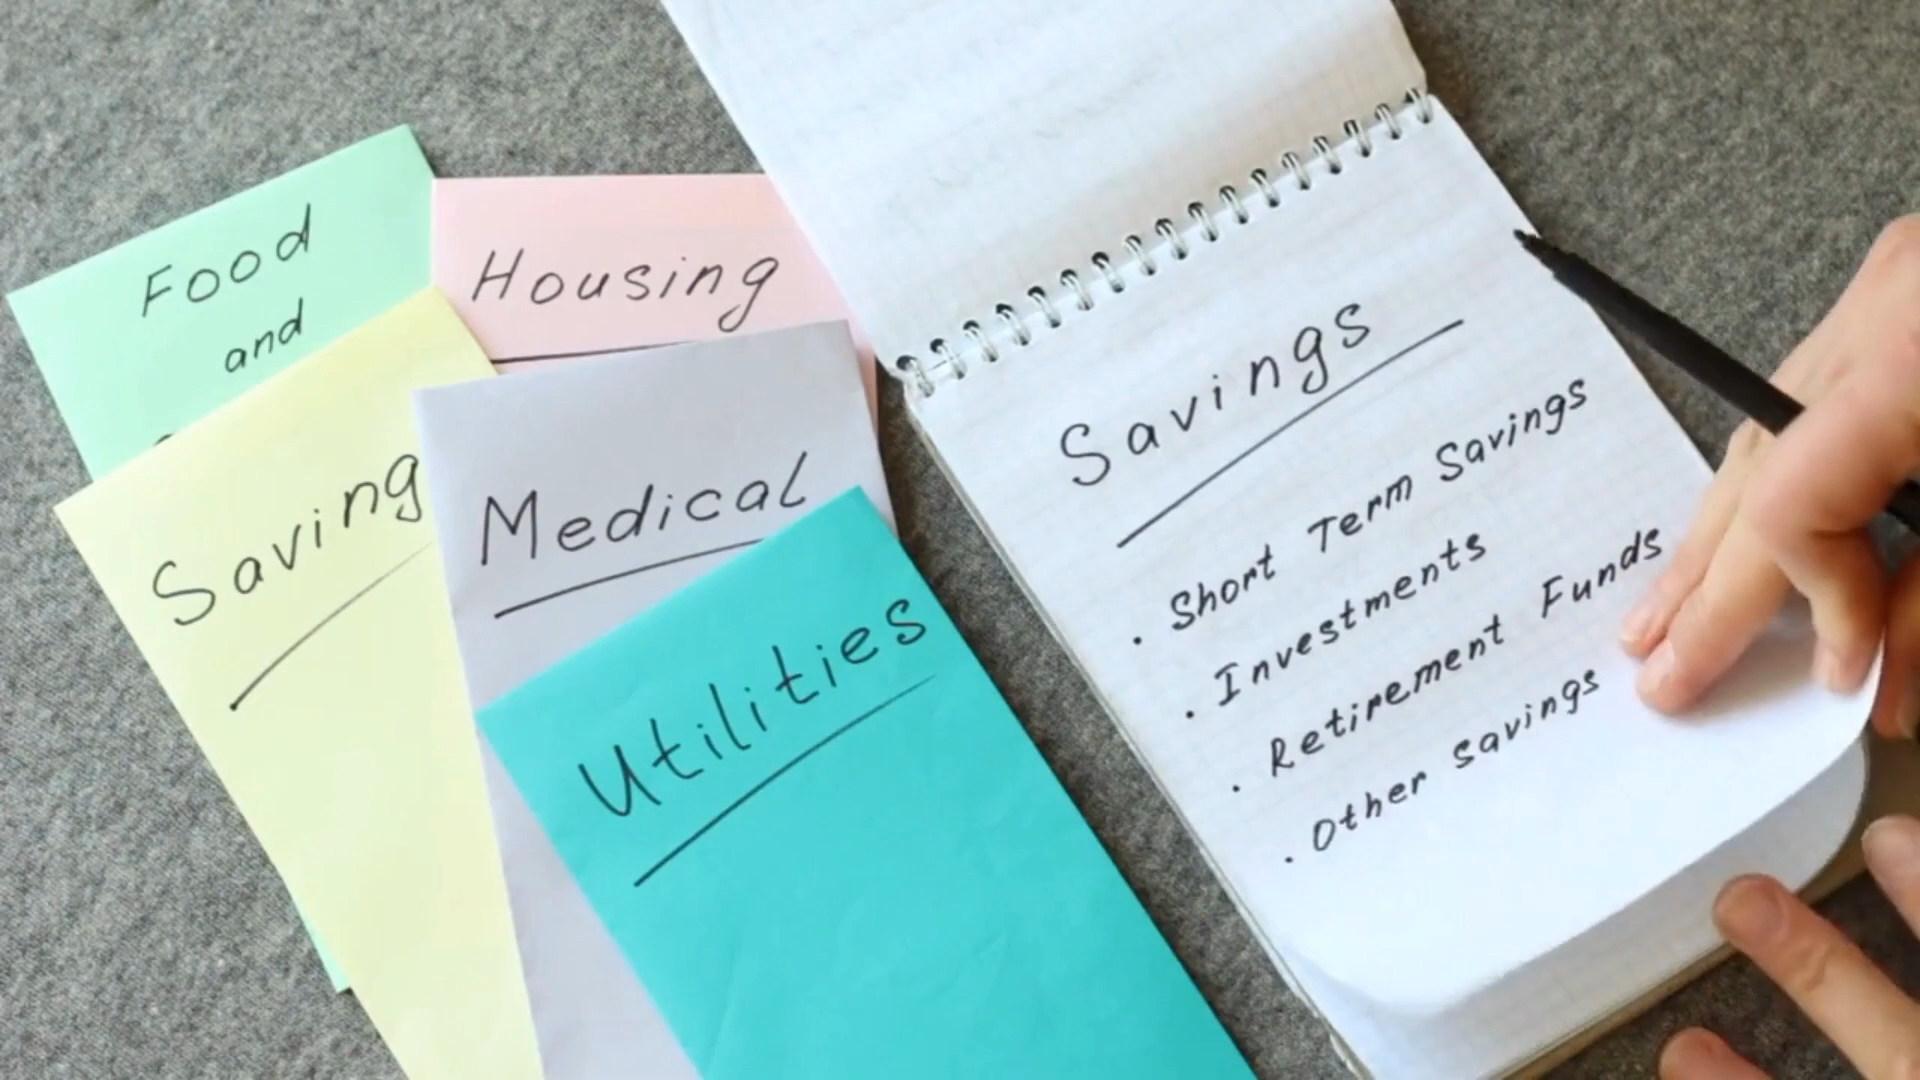 Food
and
Housing
Saving
Medical
Utilities
Savings
. Short Term Savings
. Investments
. Retirement Funds
. Other savings